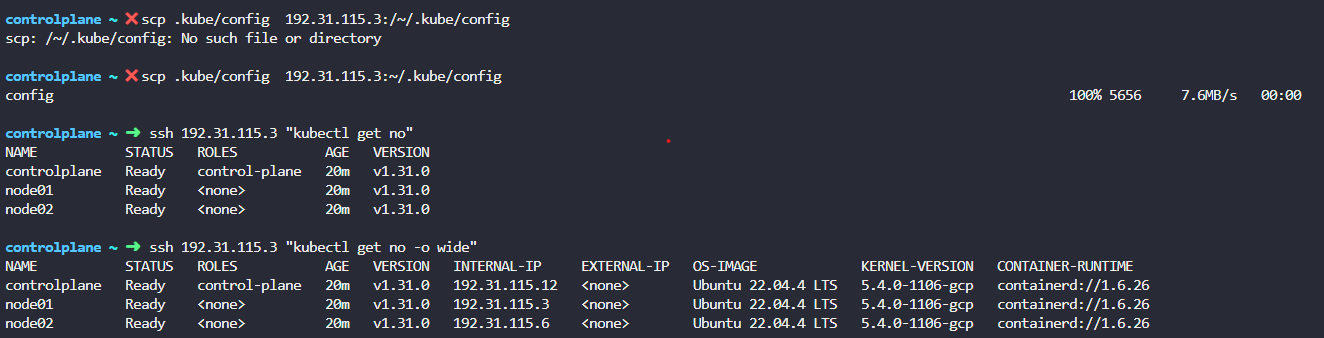 controlplane ~ ❌scp .kube/config  192.31.115.3:/~/.kube/config
scp: /~/.kube/config: No such file or directory
controlplane ~ ❌scp .kube/config  192.31.115.3:~/.kube/config
config 100% 5656 7.6MB/s 00:00
controlplane ~ ➜ ssh 192.31.115.3 "kubectl get no"
NAME STATUS ROLES AGE VERSION
controlplane Ready control-plane 20m v1.31.0
node01 Ready <none> 20m v1.31.0
node02 Ready <none> 20m v1.31.0
controlplane ~ ➜ ssh 192.31.115.3 "kubectl get no -o wide"
NAME STATUS ROLES AGE VERSION INTERNAL-IP EXTERNAL-IP OS-IMAGE KERNEL-VERSION CONTAINER-RUNTIME
controlplane Ready control-plane 20m v1.31.0 192.31.115.12 <none> Ubuntu 22.04.4 LTS 5.4.0-1106-gcp containerd://1.6.26
node01 Ready <none> 20m v1.31.0 192.31.115.3 <none> Ubuntu 22.04.4 LTS 5.4.0-1106-gcp containerd://1.6.26
node02 Ready <none> 20m v1.31.0 192.31.115.6 <none> Ubuntu 22.04.4 LTS 5.4.0-1106-gcp containerd://1.6.26